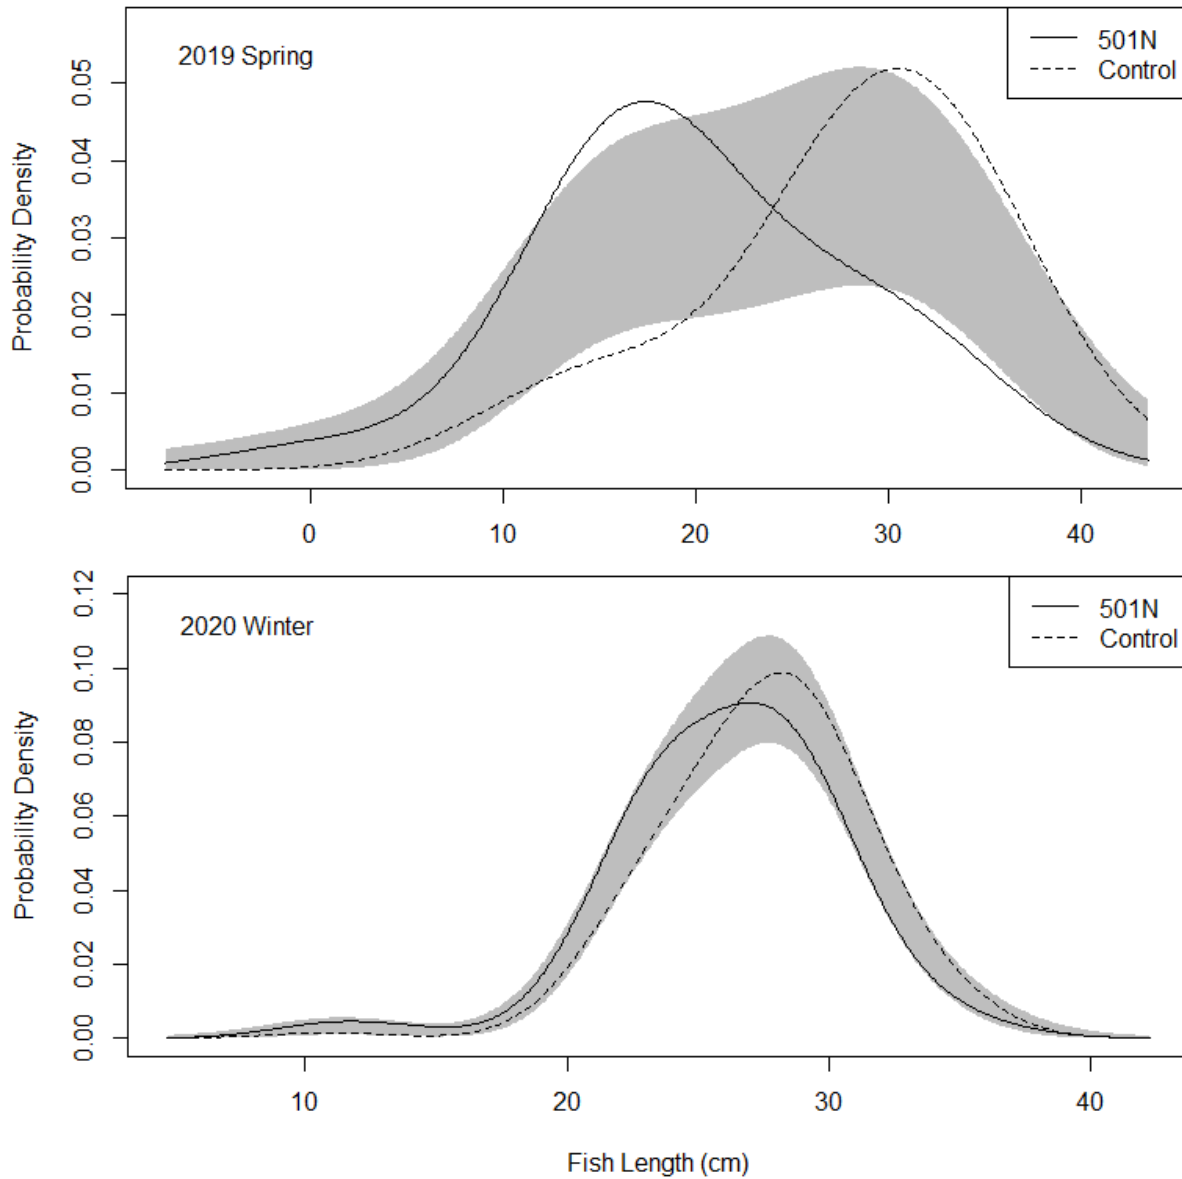 2019 Spring
501N
Control
Probability Density
0.05
0.04
0.03
0.02
0.01
0.00
0 10 20 30 40
2020 Winter
501N
Control
Probability Density
0.12
0.10
0.08
0.06
0.04
0.02
0.00
10 20 30 40
Fish Length (cm)